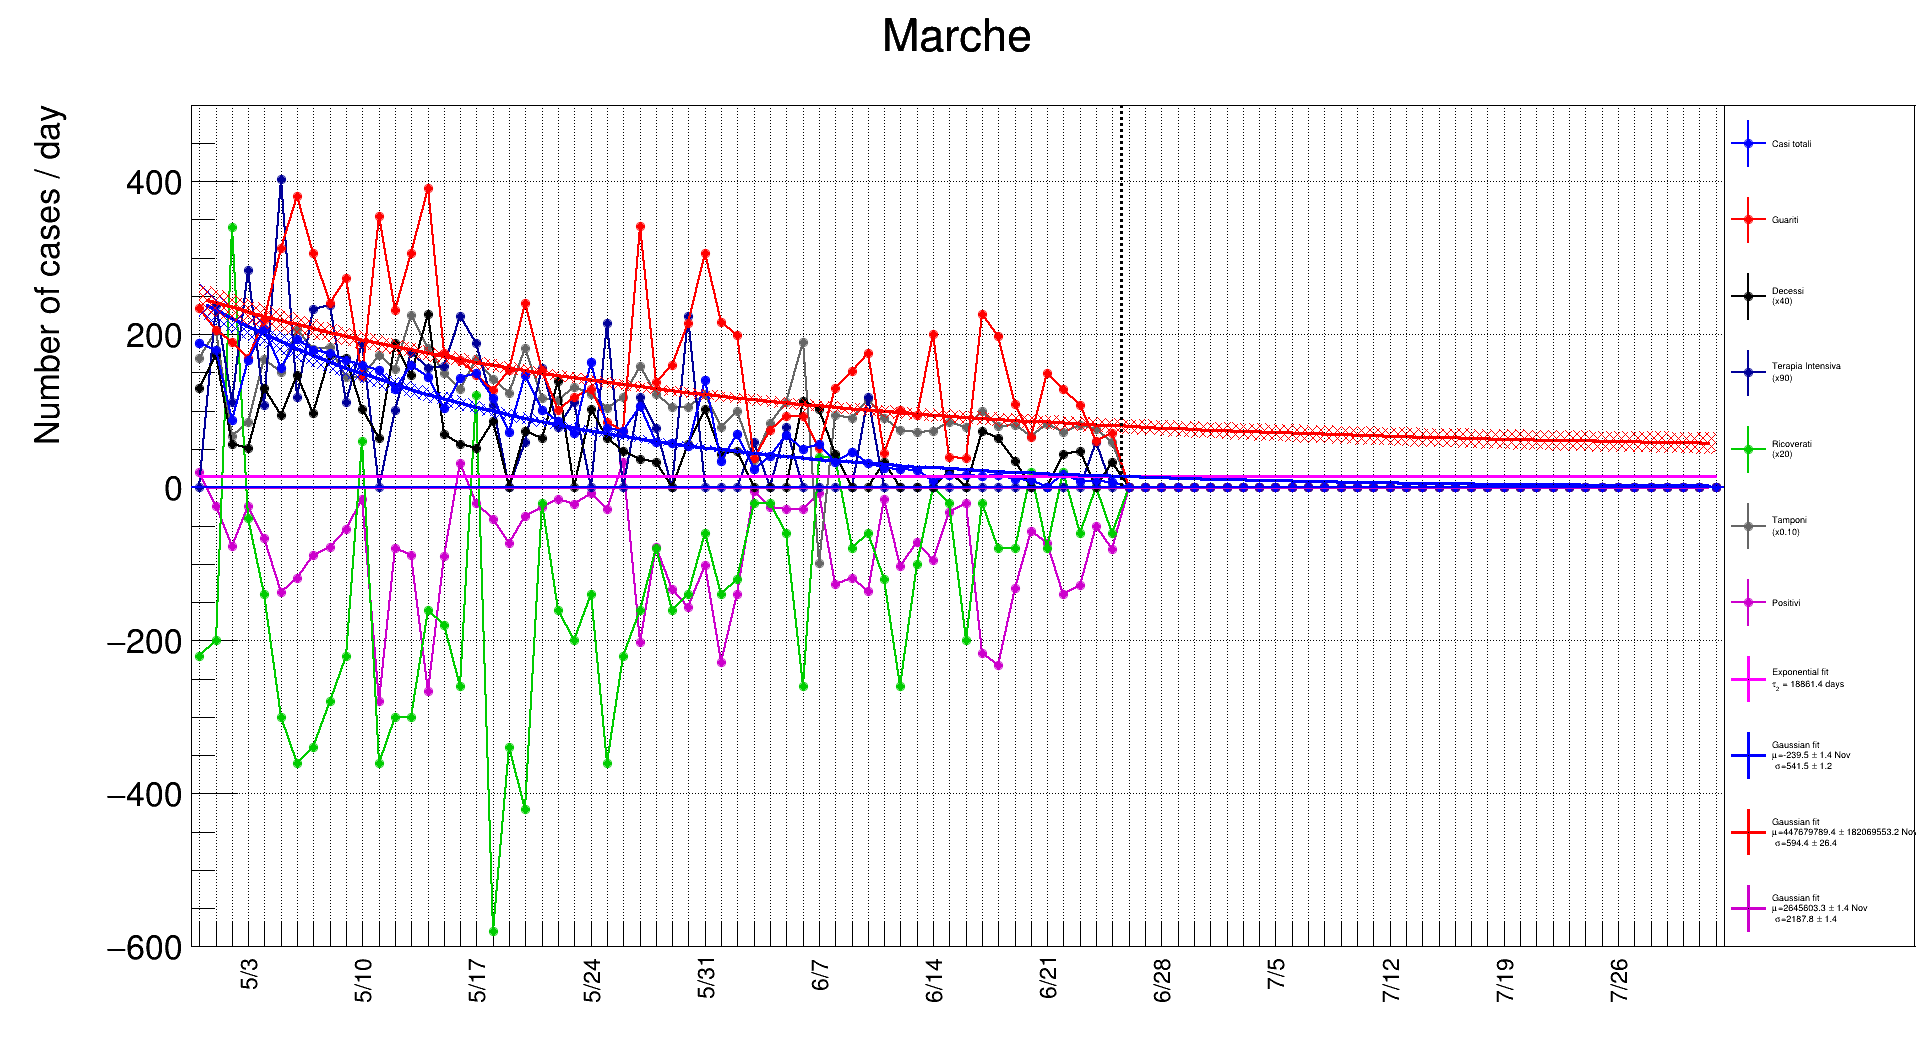 Marche
Number of cases / day
400
200
0
−200
−400
−600
5/3
5/10
5/17
5/24
5/31
6/7
6/14
6/21
6/28
7/5
7/12
7/19
7/26
Casi totali
Guariti
Decessi
(x40)
Terapia Intensiva
(x90)
Ricoverati
(x20)
Tamponi
(x0.10)
Positivi
Exponential fit
τ2 = 18861.4 days
Gaussian fit
μ=-239.5 ± 1.4 Nov
σ=541.5 ± 1.2
Gaussian fit
μ=447679789.4 ± 182069553.2 Nov
σ=594.4 ± 26.4
Gaussian fit
μ=2645603.3 ± 1.4 Nov
σ=2187.8 ± 1.4